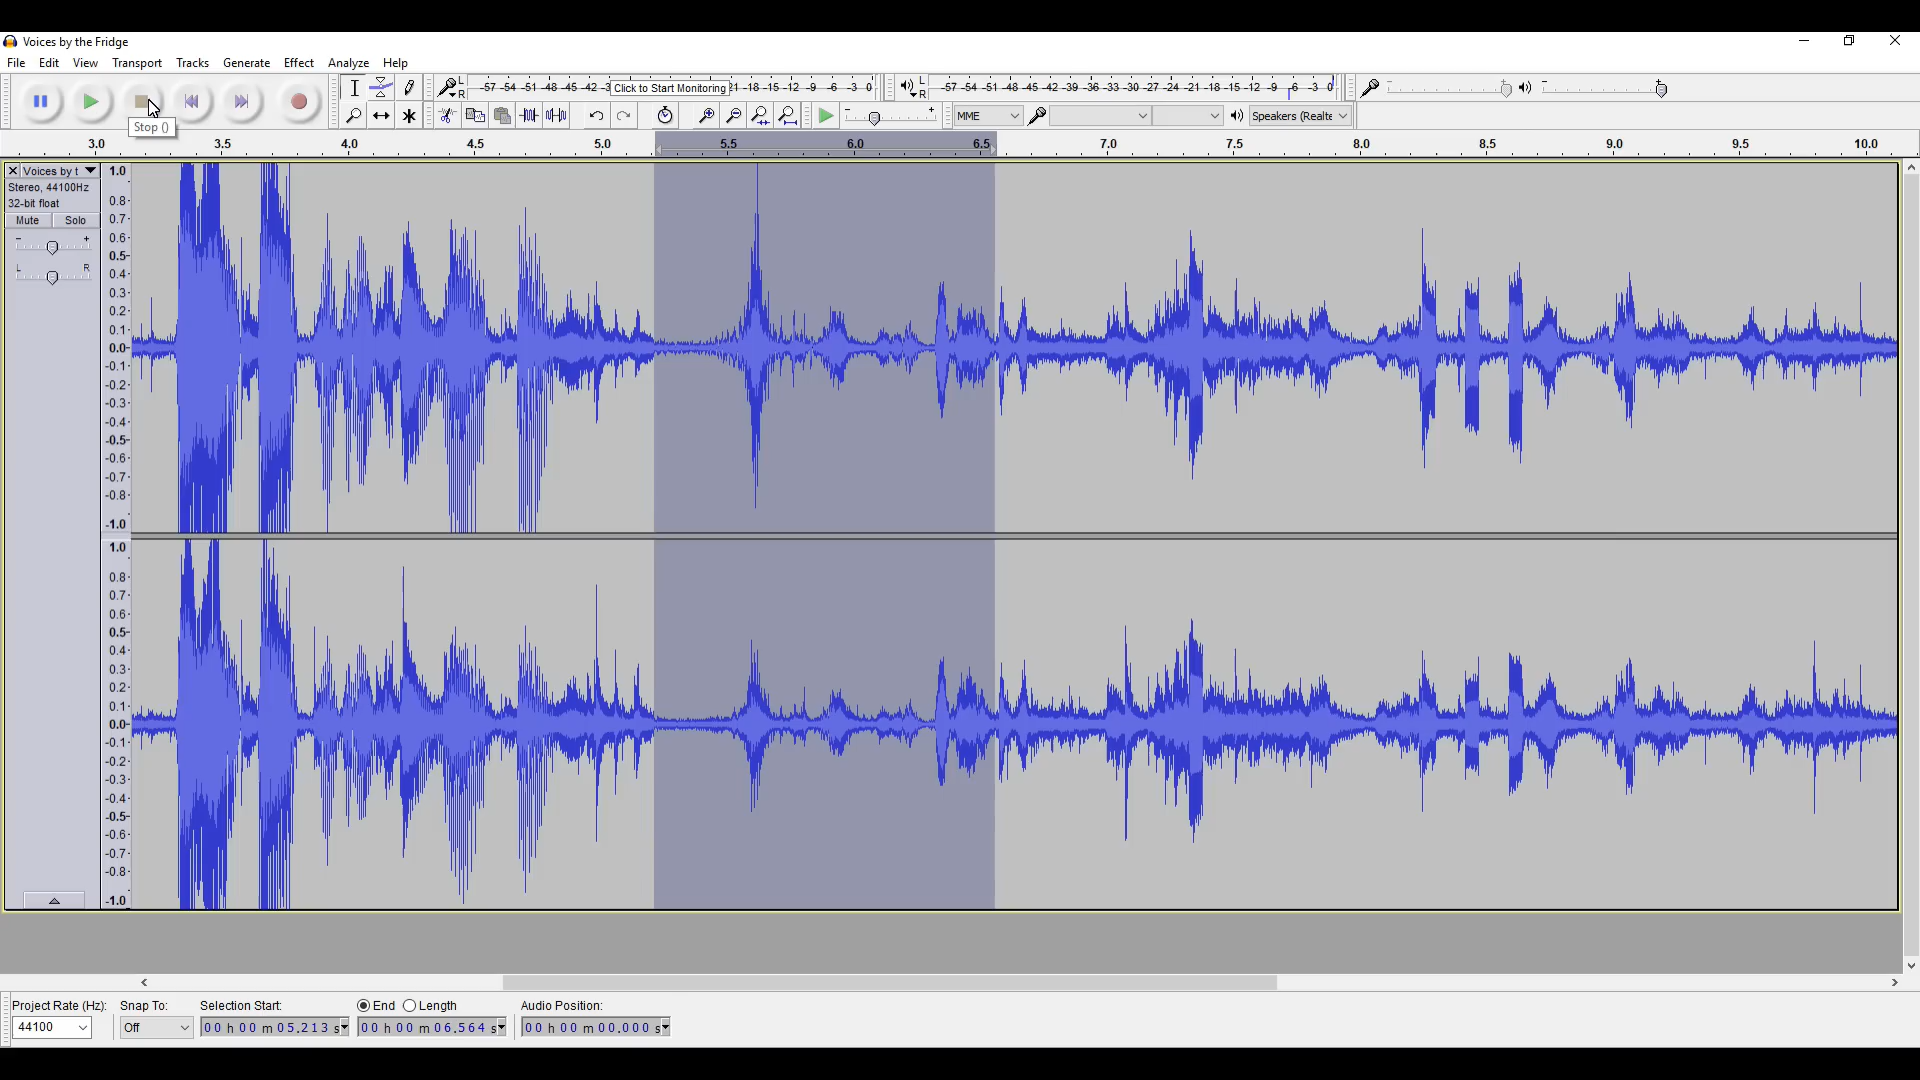 Voices by the Fridge
File Edit View Transport Tracks Generate Effect Analyze Help
L
R
-57 -54 -51 -48 -45 -42 -3 Click to Start Monitoring 21 -18 -15 -12 -9 -6 -3 0
L
R
-57 -54 -51 -48 -45 -42 -39 -36 -33 -30 -27 -24 -21 -18 -15 -12 -9 -6 -3 0
MME
Speakers (Realte
Stop ()
3.0 3.5 4.0 4.5 5.0 5.5 6.0 6.5 7.0 7.5 8.0 8.5 9.0 9.5 10.0
Voices by t
Stereo, 44100Hz
32-bit float
Mute Solo
- +
L R
1.0
0.8
0.7
0.6
0.5
0.4
0.3
0.2
0.1
0.0
-0.1
-0.2
-0.3
-0.4
-0.5
-0.6
-0.7
-0.8
-1.0
1.0
0.8
0.7
0.6
0.5
0.4
0.3
0.2
0.1
0.0
-0.1
-0.2
-0.3
-0.4
-0.5
-0.6
-0.7
-0.8
-1.0
Project Rate (Hz): Snap To: Selection Start: End Length Audio Position:
44100 Off 00 h 00 m 05.213 s 00 h 00 m 06.564 s 00 h 00 m 00.000 s